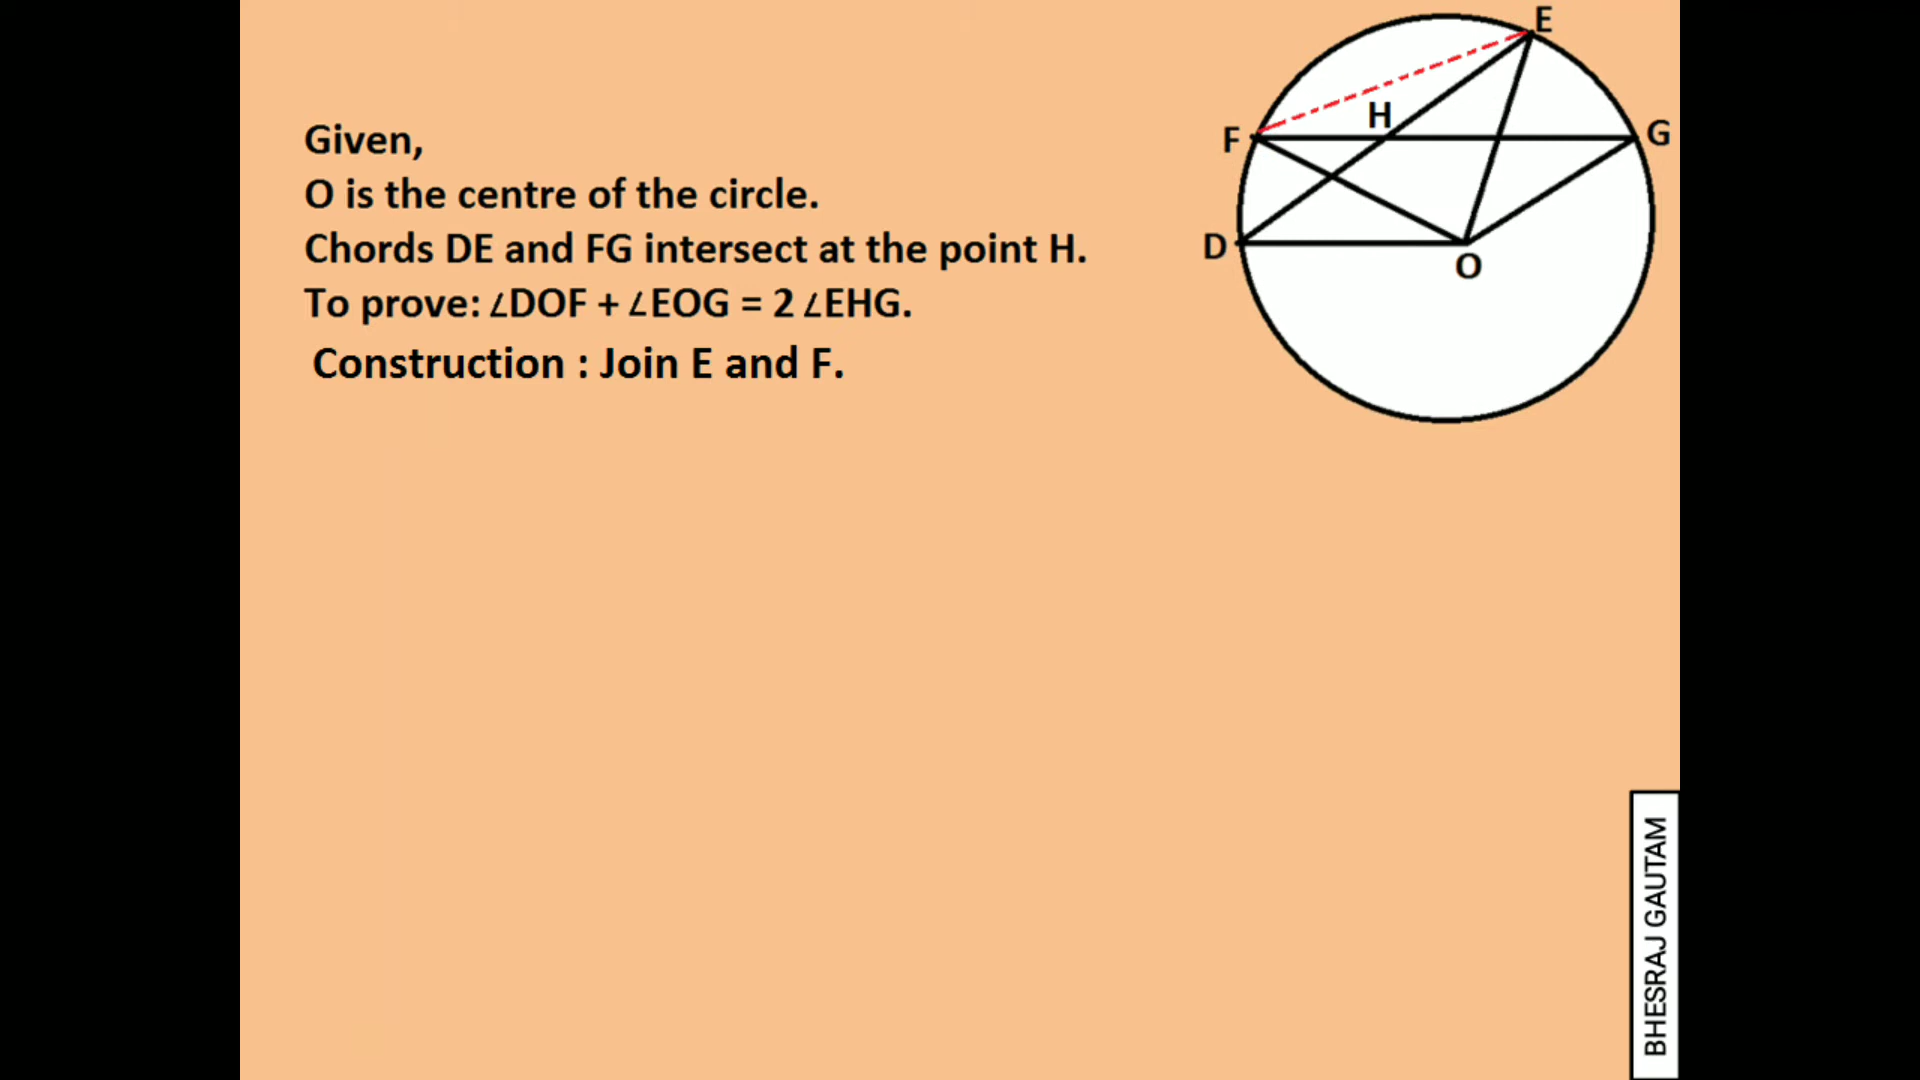 Given,
O is the centre of the circle.
Chords DE and FG intersect at the point H.
To prove: ∠DOF + ∠EOG = 2 ∠EHG.
Construction : Join E and F.
E
F
H
G
D
O
BHESRAJ GAUTAM